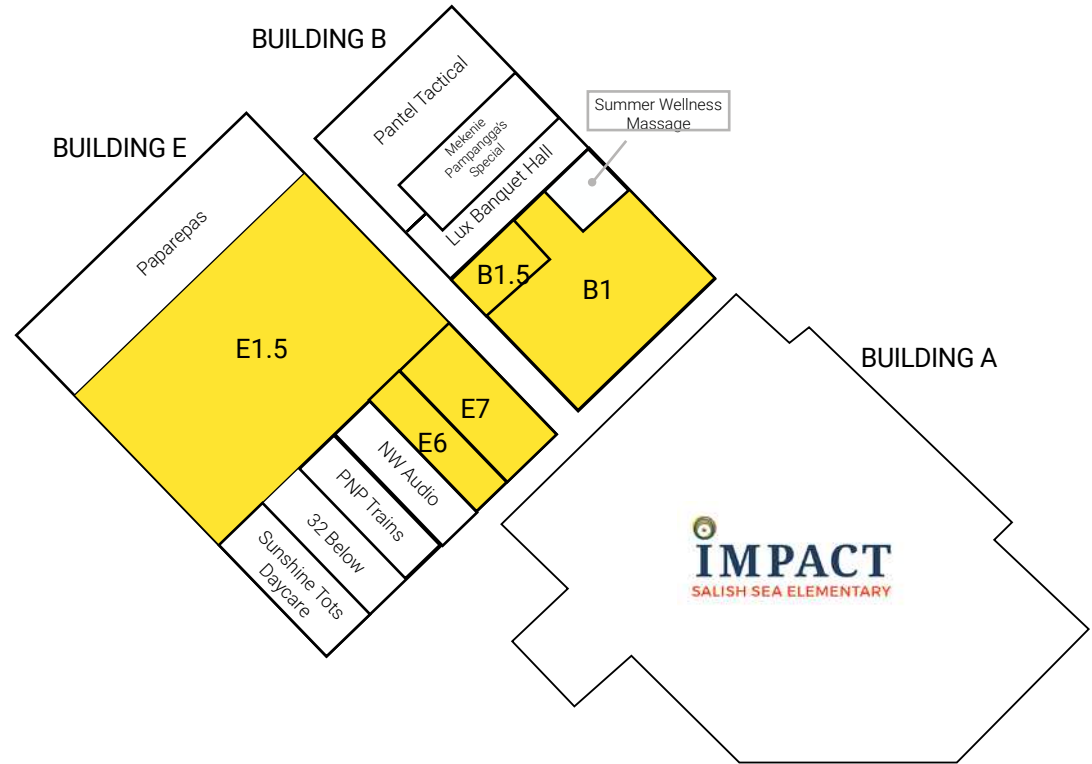 BUILDING B
Pantel Tactical
Mekenie
Pampangga's
Special
Lux Banquet Hall
Summer Wellness
Massage
B1.5
B1
BUILDING E
Paparepas
E1.5
E7
E6
NW Audio
PNP Trains
32 Below
Sunshine Tots
Daycare
BUILDING A
IMPACT
SALISH SEA ELEMENTARY